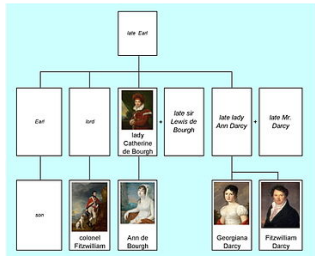 late Earl
Earl
lord
lady
Catherine
de Bourgh
+
late sir
Lewis de
Bourgh
late lady
Ann Darcy
+
late Mr.
Darcy
son
colonel
Fitzwilliam
Ann de
Bourgh
Georgiana
Darcy
Fitzwilliam
Darcy